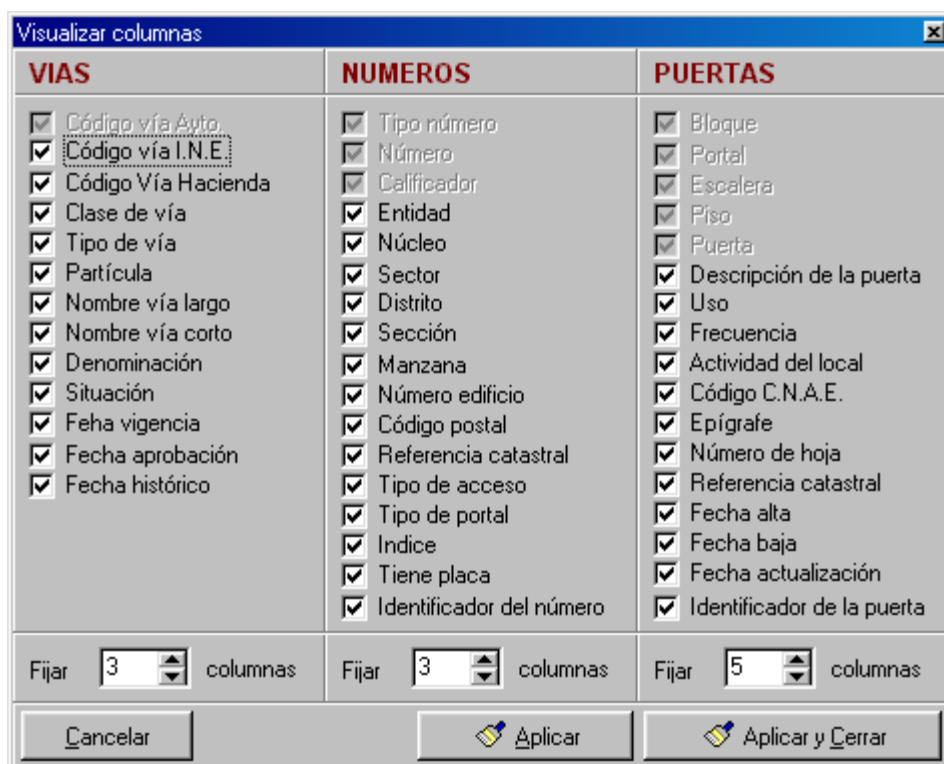 Visualizar columnas
VIAS
Código vía Ayto.
Código vía I.N.E.
Código Vía Hacienda
Clase de vía
Tipo de vía
Partícula
Nombre vía largo
Nombre vía corto
Denominación
Situación
Feha vigencia
Fecha aprobación
Fecha histórico
Fijar 3 columnas
NUMEROS
Tipo número
Número
Calificador
Entidad
Núcleo
Sector
Distrito
Sección
Manzana
Número edificio
Código postal
Referencia catastral
Tipo de acceso
Tipo de portal
Indice
Tiene placa
Identificador del número
Fijar 3 columnas
PUERTAS
Bloque
Portal
Escalera
Piso
Puerta
Descripción de la puerta
Uso
Frecuencia
Actividad del local
Código C.N.A.E.
Epígrafe
Número de hoja
Referencia catastral
Fecha alta
Fecha baja
Fecha actualización
Identificador de la puerta
Fijar 5 columnas
Cancelar
Aplicar
Aplicar y Cerrar